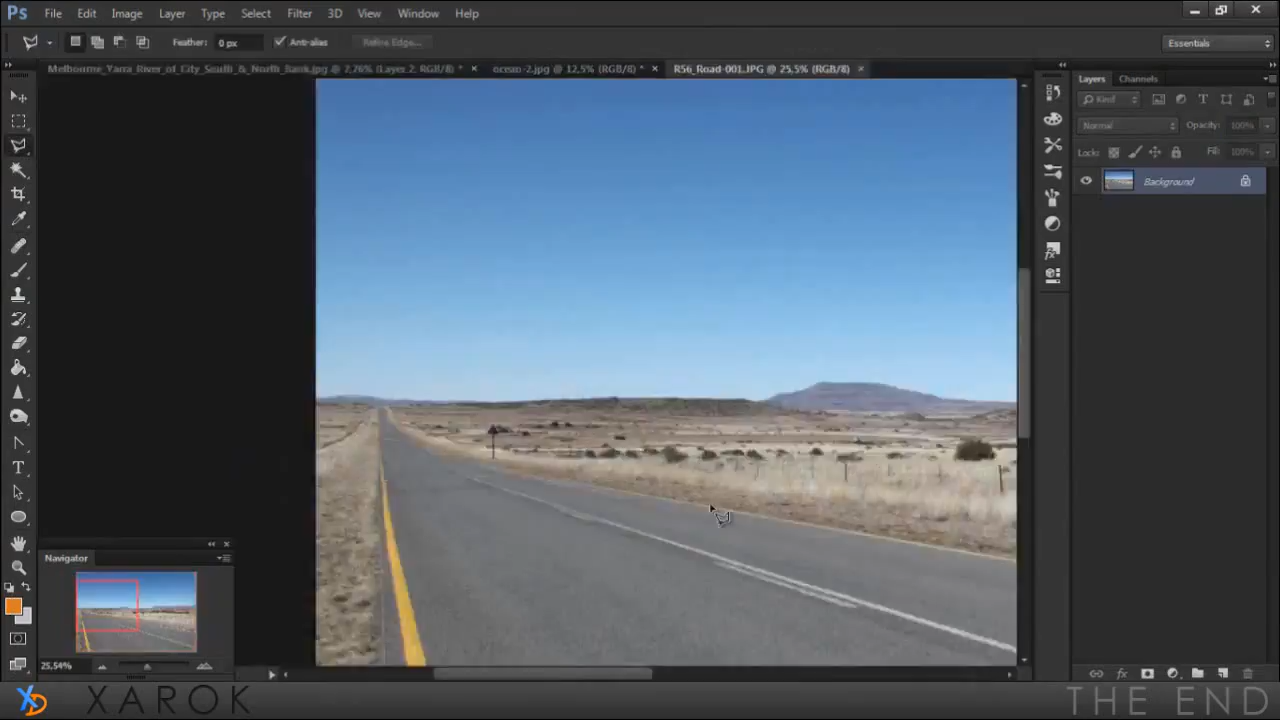 Ps File Edit Image Layer Type Select Filter 3D View Window Help
Feather: 0 px Anti-alias Refine Edge... Essentials
Melbourne_Yarra_River_of_City_South_&_North_Bank.jpg @ 7,76% (Layer 2, RGB/8) * × ocean-2.jpg @ 12,5% (RGB/8) * × R56_Road-001.JPG @ 25,5% (RGB/8) ×
Layers Channels
Kind
Normal Opacity: 100%
Lock: Fill: 100%
Background
Navigator
25,54%
XD XAROK THE END